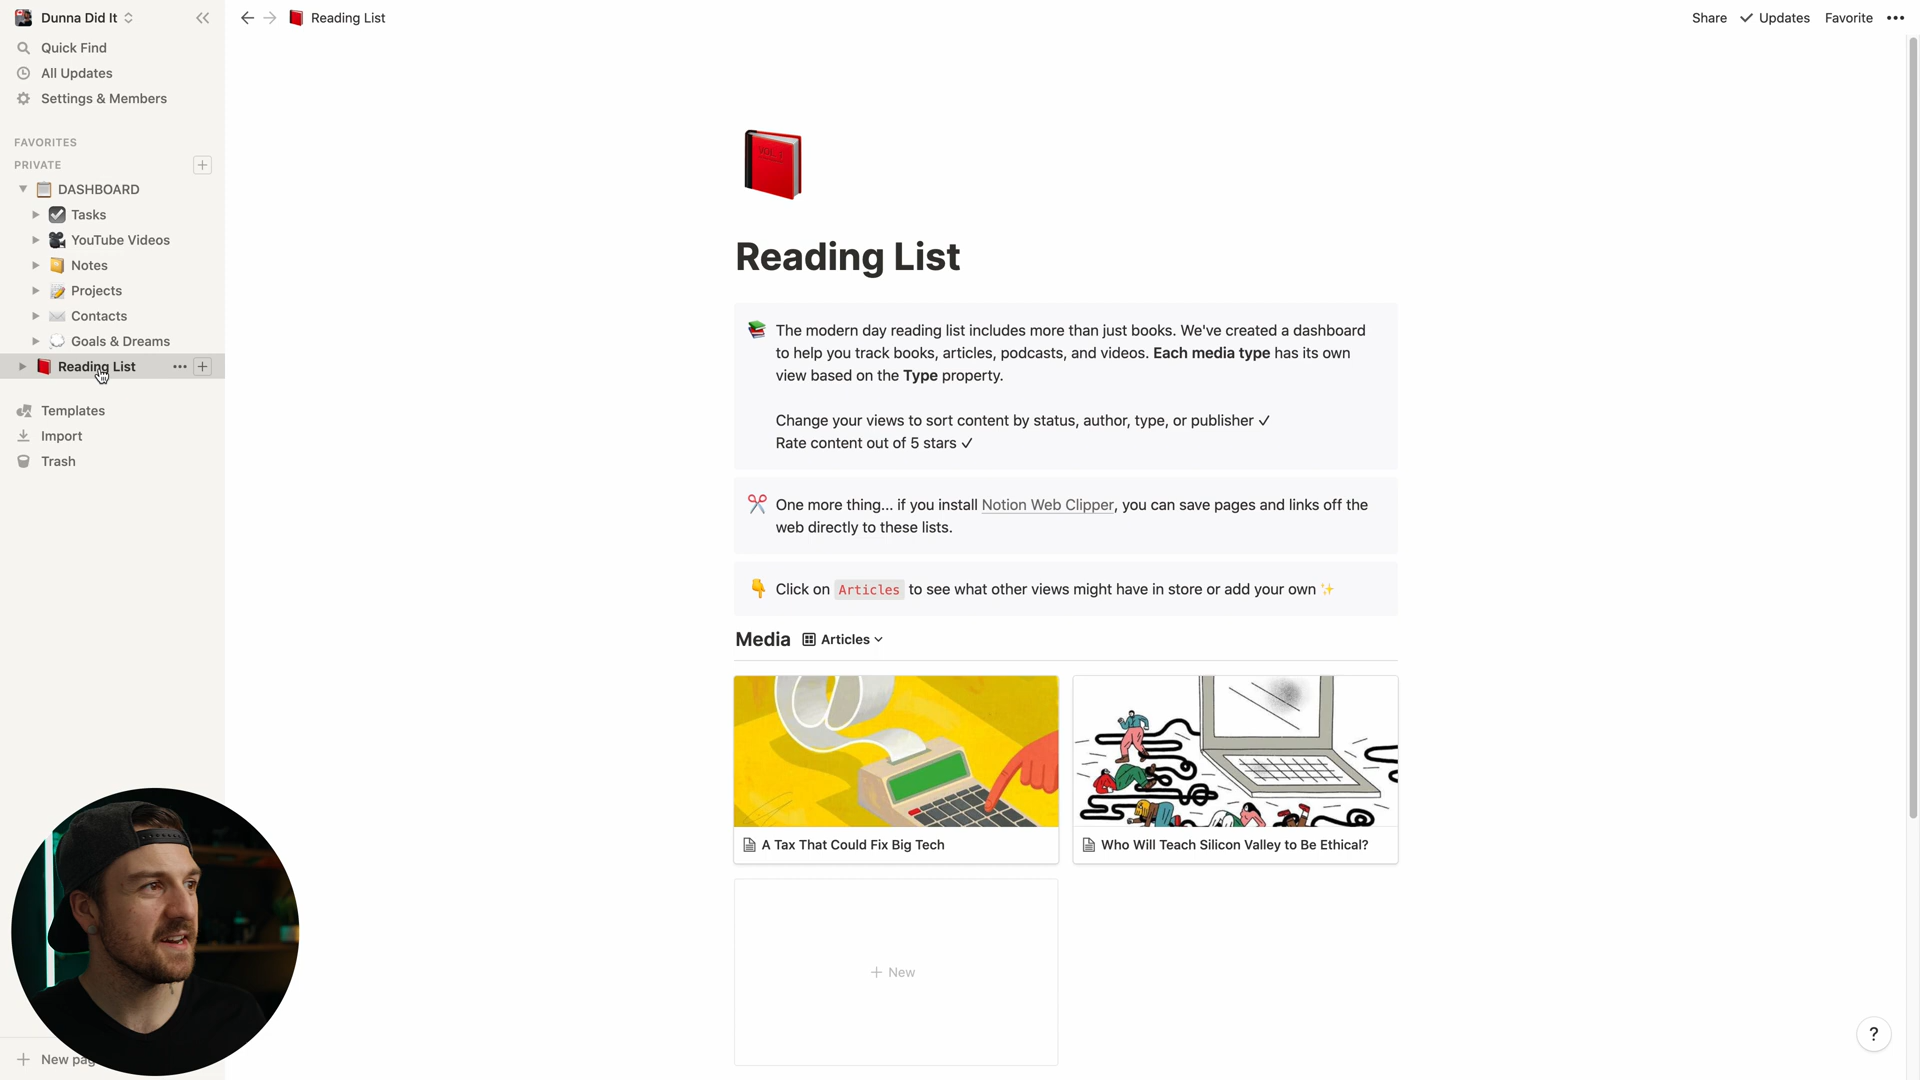 Dunna Did It
Quick Find
All Updates
Settings & Members
FAVORITES
PRIVATE
DASHBOARD
Tasks
YouTube Videos
Notes
Projects
Contacts
Goals & Dreams
Reading List
Templates
Import
Trash
Reading List
Share
Updates
Favorite
Reading List
The modern day reading list includes more than just books. We've created a dashboard
to help you track books, articles, podcasts, and videos. Each media type has its own
view based on the Type property.
Change your views to sort content by status, author, type, or publisher ✓
Rate content out of 5 stars ✓
One more thing... if you install Notion Web Clipper, you can save pages and links off the
web directly to these lists.
Click on Articles to see what other views might have in store or add your own ✨
Media Articles
A Tax That Could Fix Big Tech
Who Will Teach Silicon Valley to Be Ethical?
+ New
+ New
?